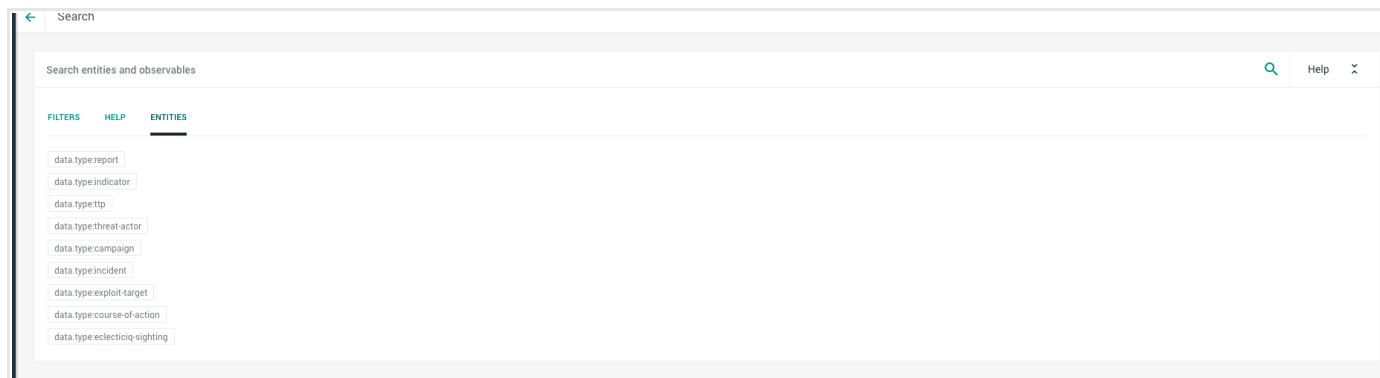 Search
Search entities and observables
Help
FILTERS HELP ENTITIES
data.type:report
data.type:indicator
data.type:ttp
data.type:threat-actor
data.type:campaign
data.type:incident
data.type:exploit-target
data.type:course-of-action
data.type:eclecticiq-sighting